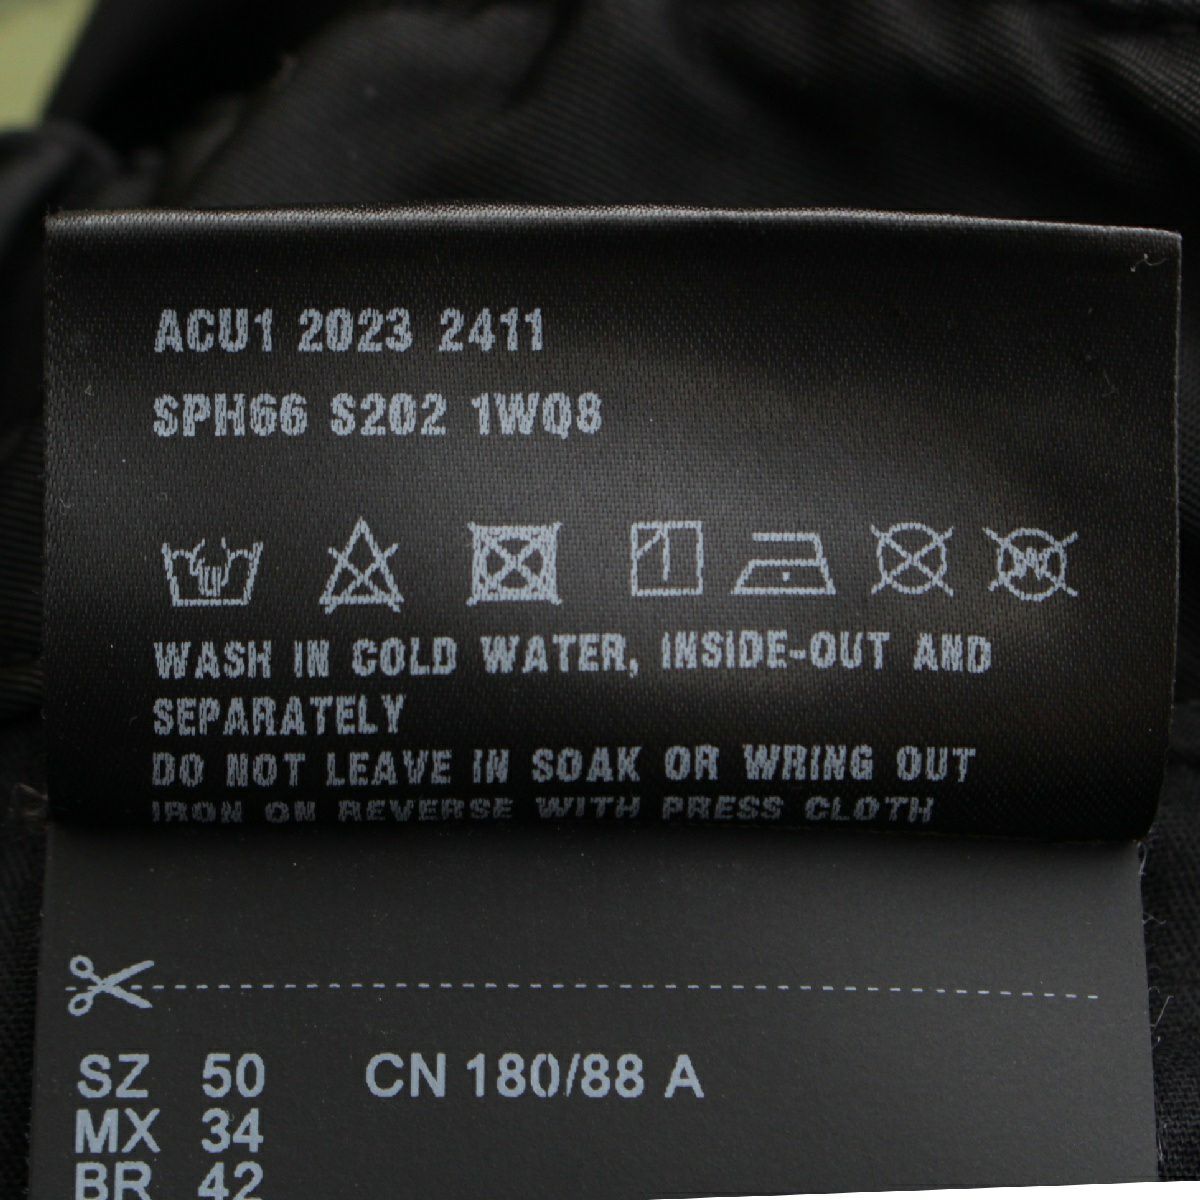 ACU1 2023 2411
SPH66 S202 1WQ8
WASH IN COLD WATER, INSIDE-OUT AND
SEPARATELY
DO NOT LEAVE IN SOAK OR WRING OUT
IRON ON REVERSE WITH PRESS CLOTH
SZ 50 CN 180/88 A
MX 34
BR 42